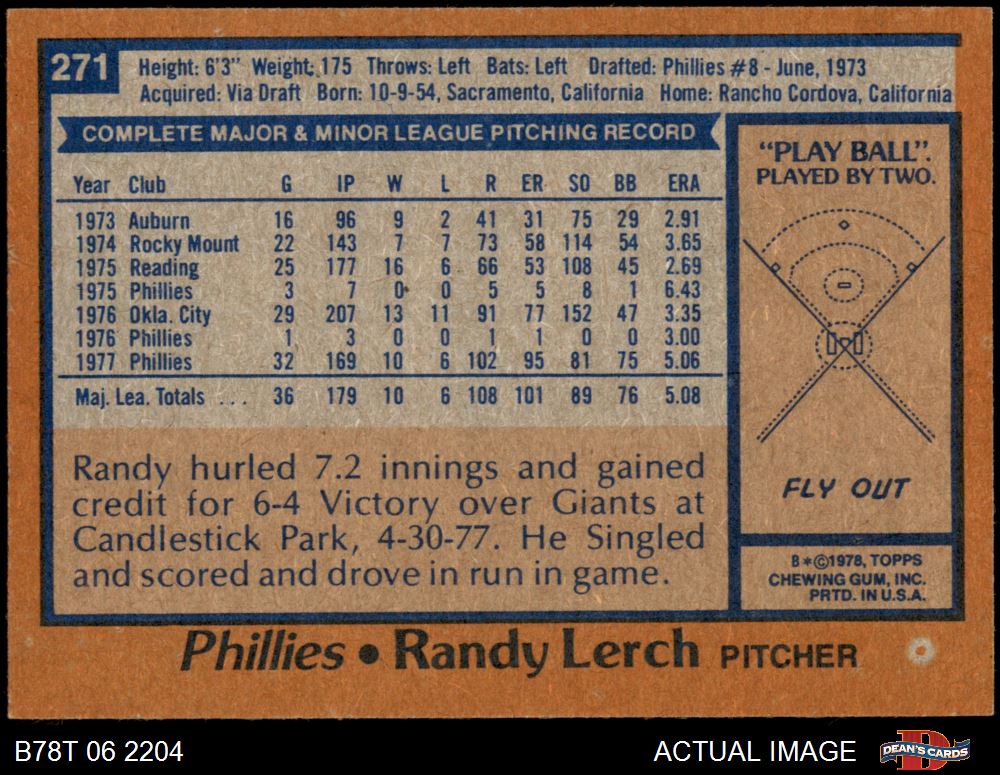 271
Height: 6'3" Weight: 175 Throws: Left Bats: Left Drafted: Phillies #8 - June, 1973
Acquired: Via Draft Born: 10-9-54, Sacramento, California Home: Rancho Cordova, California
COMPLETE MAJOR & MINOR LEAGUE PITCHING RECORD
Year Club G IP W L R ER SO BB ERA
1973 Auburn 16 96 9 2 41 31 75 29 2.91
1974 Rocky Mount 22 143 7 7 73 58 114 54 3.65
1975 Reading 25 177 16 6 66 53 108 45 2.69
1975 Phillies 3 7 0 0 5 5 8 1 6.43
1976 Okla. City 29 207 13 11 91 77 152 47 3.35
1976 Phillies 1 3 0 0 1 1 0 0 3.00
1977 Phillies 32 169 10 6 102 95 81 75 5.06
Maj. Lea. Totals ... 36 179 10 6 108 101 89 76 5.08
Randy hurled 7.2 innings and gained
credit for 6-4 Victory over Giants at
Candlestick Park, 4-30-77. He Singled
and scored and drove in run in game.
"PLAY BALL".
PLAYED BY TWO.
FLY OUT
B*©1978, TOPPS
CHEWING GUM, INC.
PRTD. IN U.S.A.
Phillies • Randy Lerch PITCHER
B78T 06 2204
ACTUAL IMAGE
DEAN'S CARDS